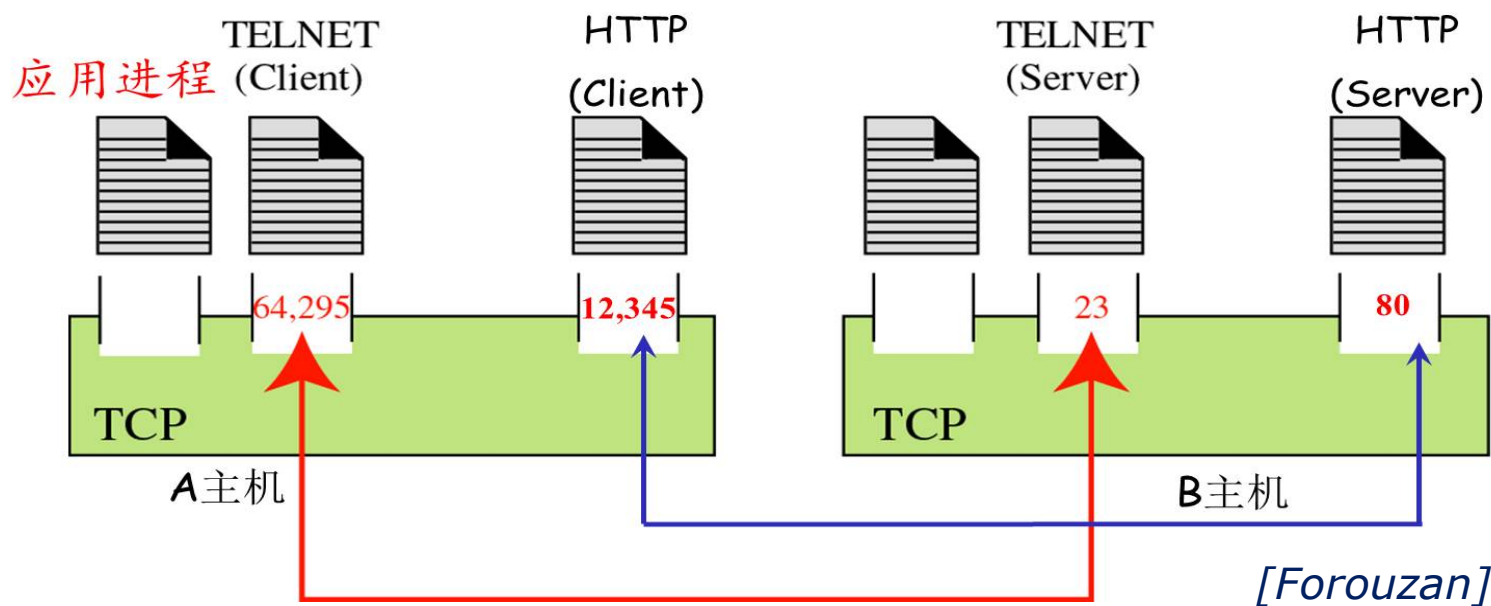 应用进程
TELNET
(Client)
HTTP
(Client)
TELNET
(Server)
HTTP
(Server)
64,295
12,345
23
80
TCP
TCP
A主机
B主机
[Forouzan]